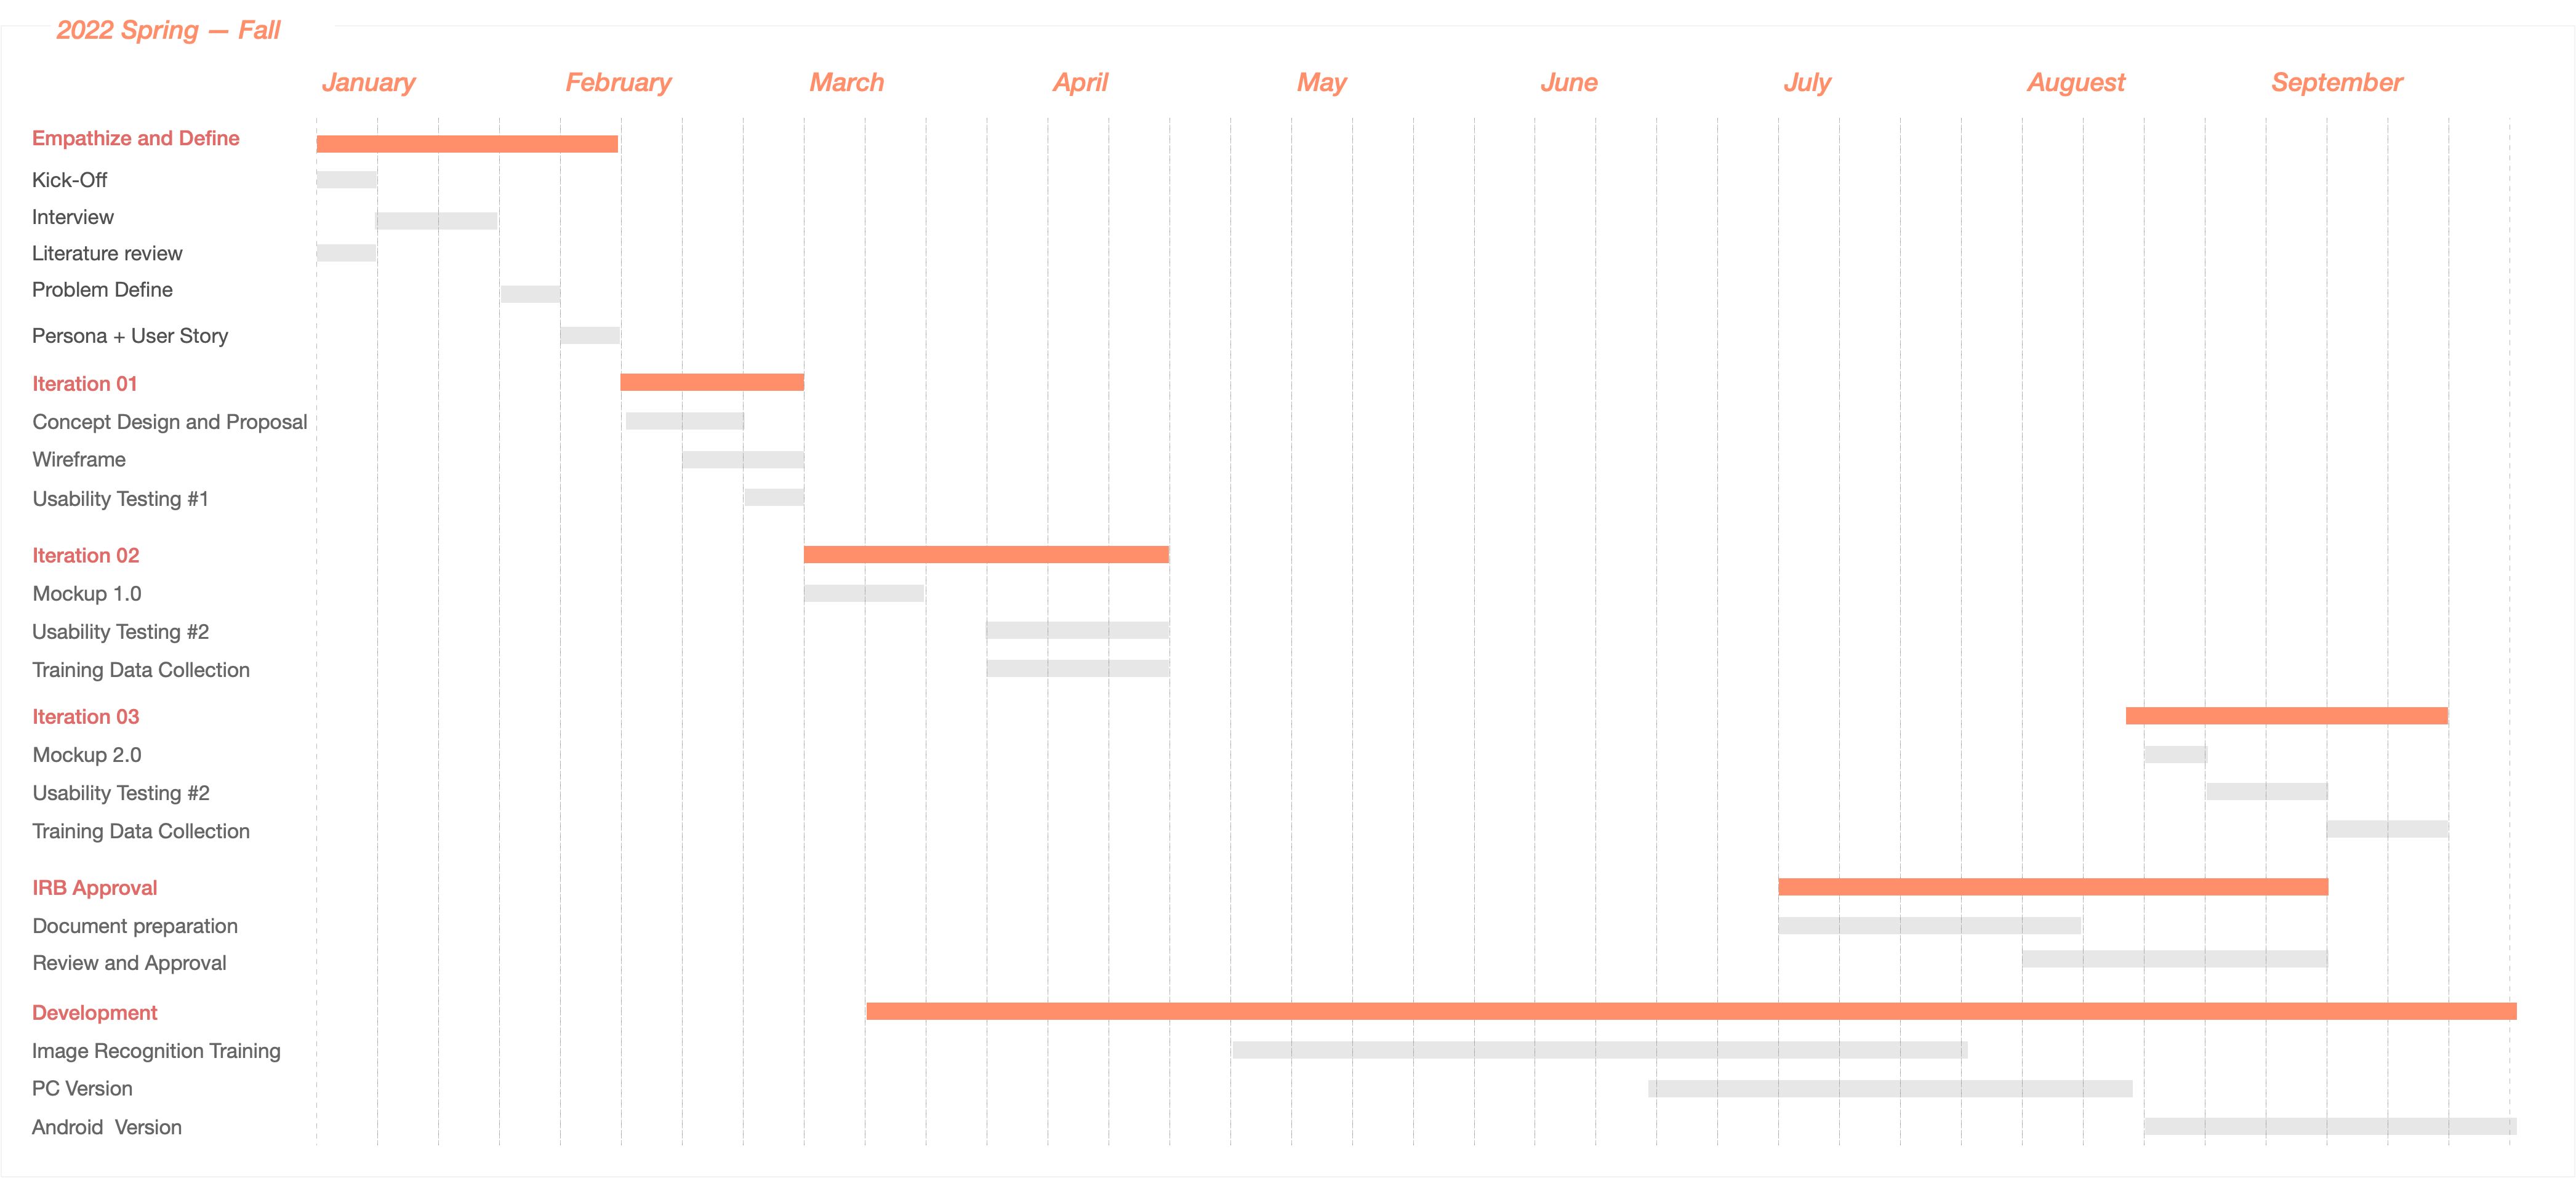 2022 Spring — Fall
January February March April May June July Auguest September
Empathize and Define
Kick-Off
Interview
Literature review
Problem Define
Persona + User Story
Iteration 01
Concept Design and Proposal
Wireframe
Usability Testing #1
Iteration 02
Mockup 1.0
Usability Testing #2
Training Data Collection
Iteration 03
Mockup 2.0
Usability Testing #2
Training Data Collection
IRB Approval
Document preparation
Review and Approval
Development
Image Recognition Training
PC Version
Android  Version